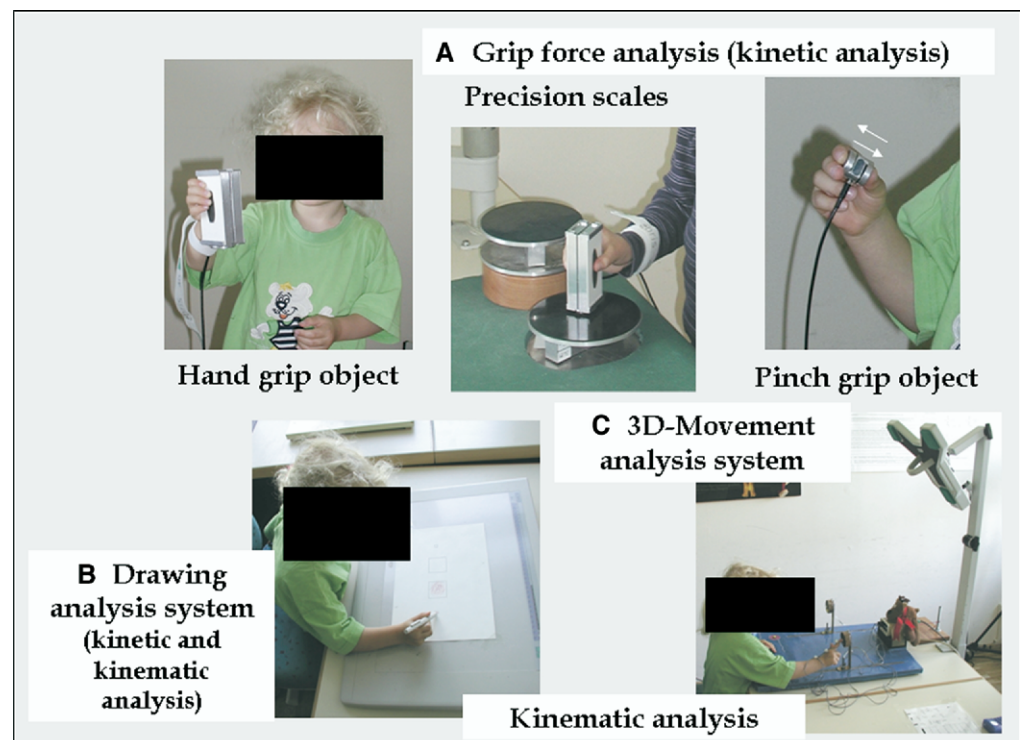 A Grip force analysis (kinetic analysis)
Precision scales
Hand grip object
Pinch grip object
C 3D-Movement
analysis system
B Drawing
analysis system
(kinetic and
kinematic
analysis)
Kinematic analysis